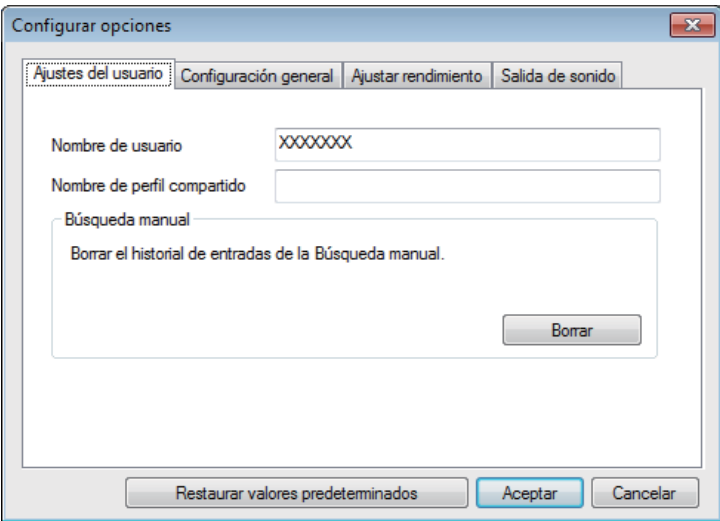 Configurar opciones
Ajustes del usuario Configuración general Ajustar rendimiento Salida de sonido
Nombre de usuario XXXXXXX
Nombre de perfil compartido
Búsqueda manual
Borrar el historial de entradas de la Búsqueda manual.
Borrar
Restaurar valores predeterminados Aceptar Cancelar